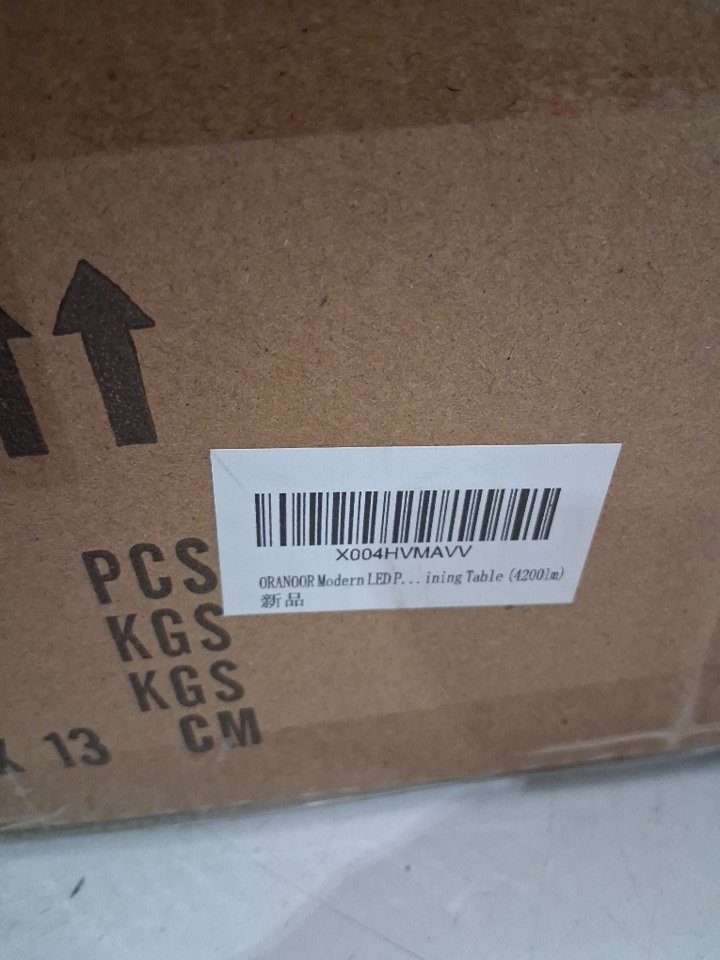 X004HVMAVV
ORANOOR Modern LED P... ining Table (4200lm)
新品
PCS
KGS
KGS
X 13 CM